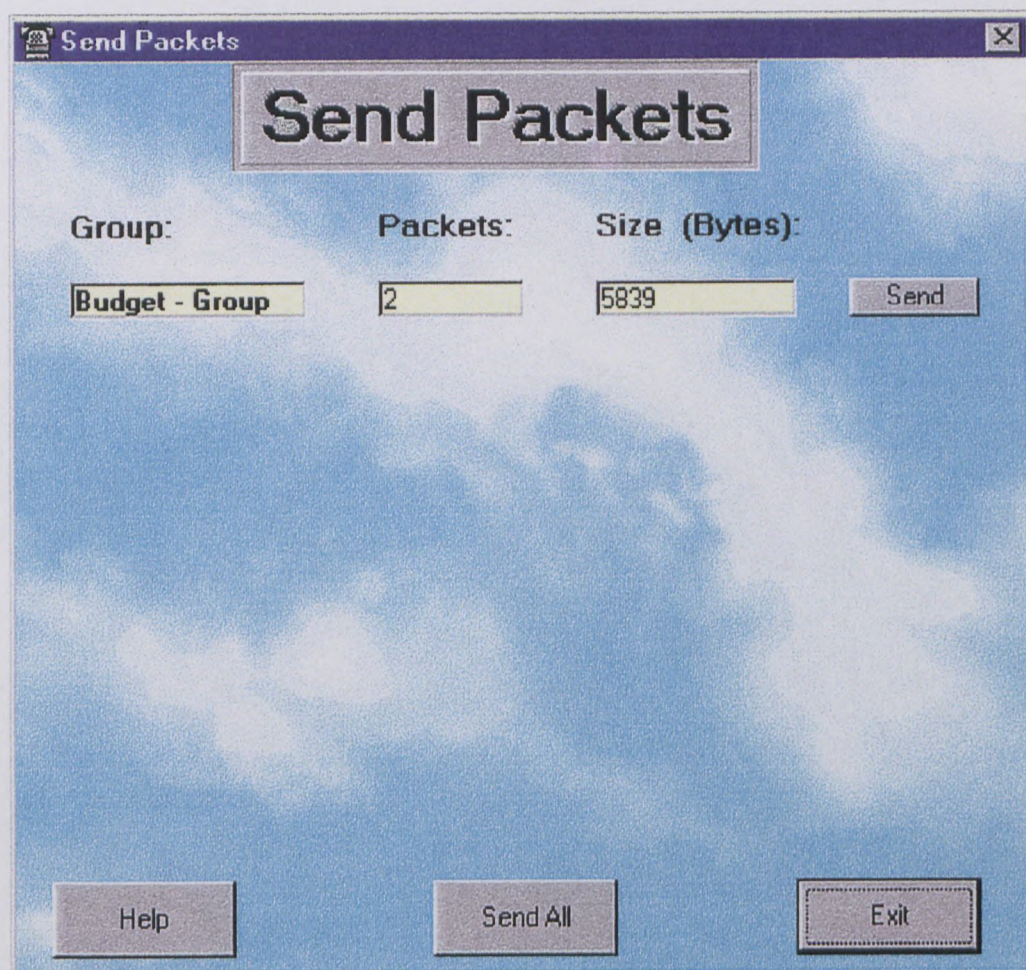 Send Packets
Send Packets
Group: Packets: Size (Bytes):
Budget - Group 2 5839 Send
Help Send All Exit